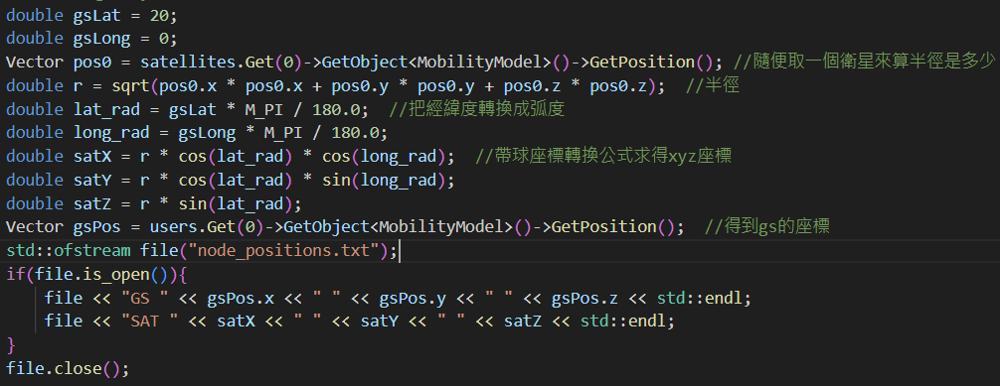 double gsLat = 20;
double gsLong = 0;
Vector pos0 = satellites.Get(0)->GetObject<MobilityModel>()->GetPosition(); //隨便取一個衛星來算半徑是多少
double r = sqrt(pos0.x * pos0.x + pos0.y * pos0.y + pos0.z * pos0.z);  //半徑
double lat_rad = gsLat * M_PI / 180.0;  //把經緯度轉換成弧度
double long_rad = gsLong * M_PI / 180.0;
double satX = r * cos(lat_rad) * cos(long_rad);  //帶球座標轉換公式求得xyz座標
double satY = r * cos(lat_rad) * sin(long_rad);
double satZ = r * sin(lat_rad);
Vector gsPos = users.Get(0)->GetObject<MobilityModel>()->GetPosition();  //得到gs的座標
std::ofstream file("node_positions.txt");
if(file.is_open()){
    file << "GS " << gsPos.x << " " << gsPos.y << " " << gsPos.z << std::endl;
    file << "SAT " << satX << " " << satY << " " << satZ << std::endl;
}
file.close();